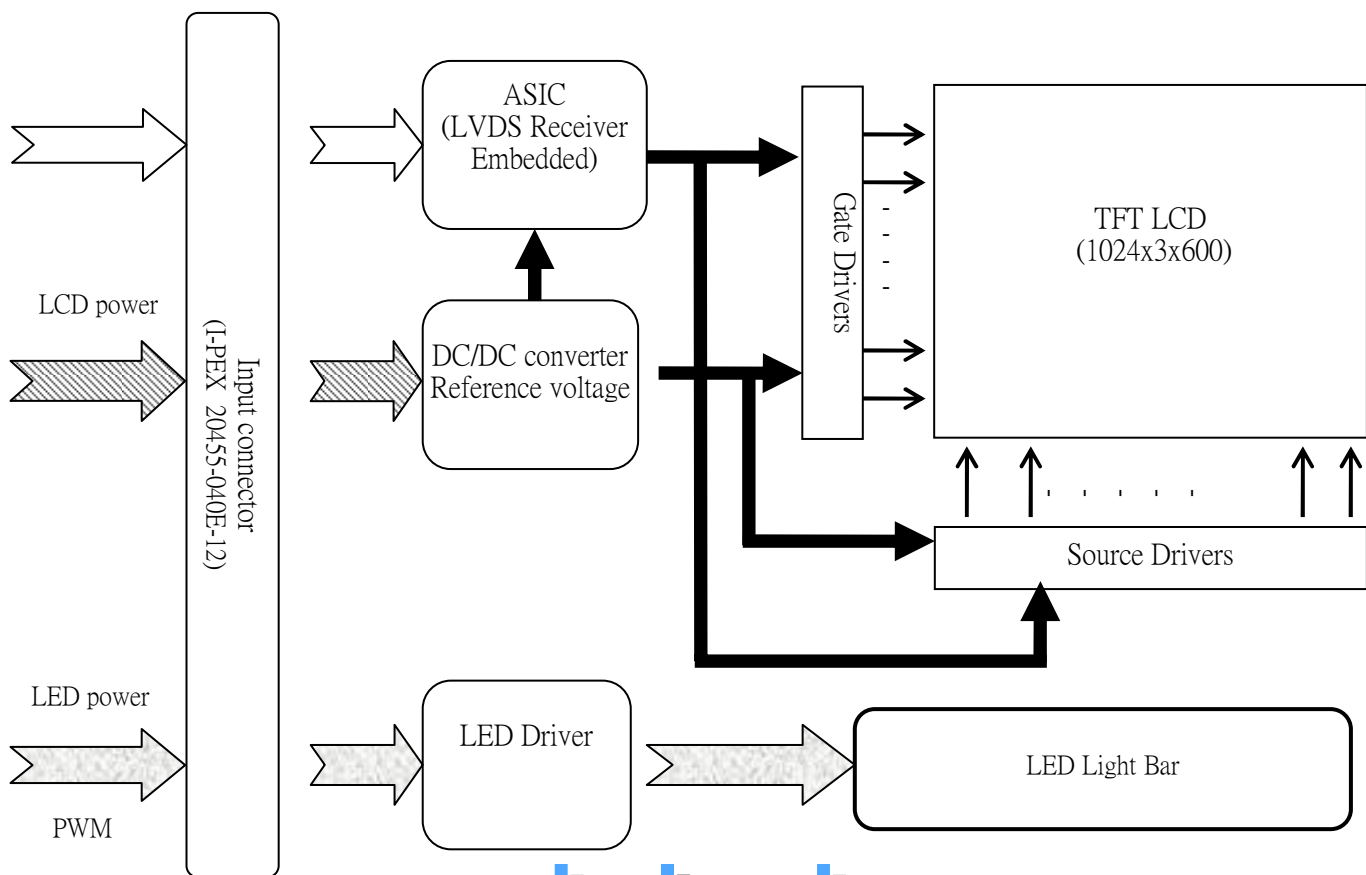 ASIC
(LVDS Receiver
Embedded)
LCD power
Input connector
(I-PEX 20455-040E-12)
DC/DC converter
Reference voltage
Gate Drivers
TFT LCD
(1024x3x600)
Source Drivers
LED power
PWM
LED Driver
LED Light Bar